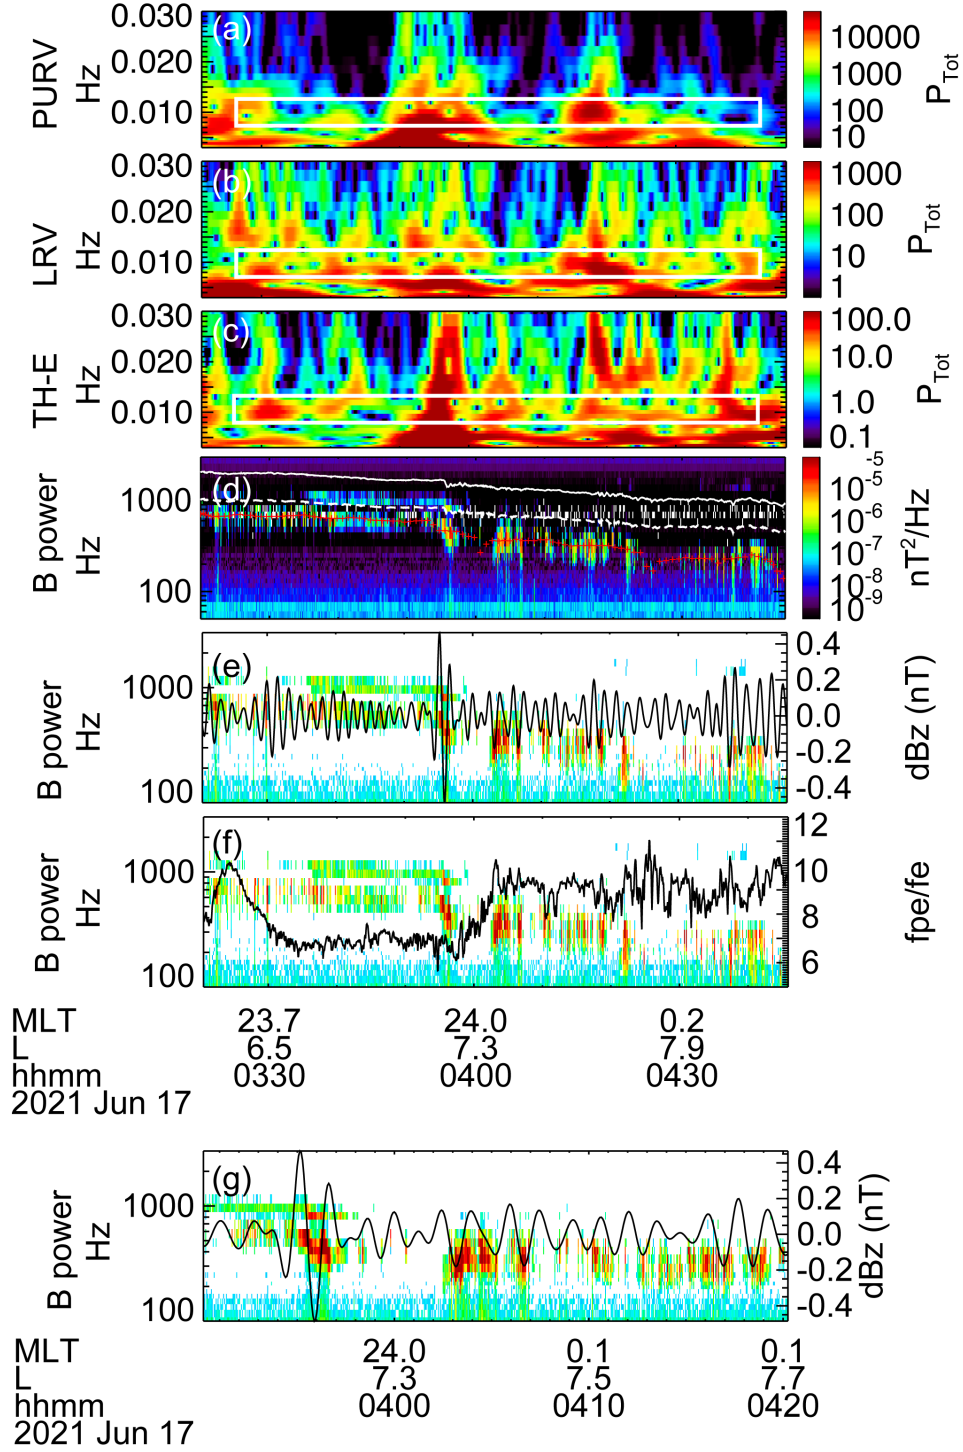 (a)
PURV
Hz
0.030
0.020
0.010
10000
1000
100
10
P_Tot
(b)
LRV
Hz
0.030
0.020
0.010
1000
100
10
1
P_Tot
(c)
TH-E
Hz
0.030
0.020
0.010
100.0
10.0
1.0
0.1
P_Tot
(d)
B power
Hz
1000
100
-5
10^-5
10^-6
10^-7
10^-8
10^-9
nT²/Hz
(e)
B power
Hz
1000
100
0.4
0.2
0.0
-0.2
-0.4
dBz (nT)
(f)
B power
Hz
1000
100
12
10
8
6
fpe/fe
MLT 23.7 24.0 0.2
L 6.5 7.3 7.9
hhmm 0330 0400 0430
2021 Jun 17
(g)
B power
Hz
1000
100
0.4
0.2
0.0
-0.2
-0.4
dBz (nT)
MLT 24.0 0.1 0.1
L 7.3 7.5 7.7
hhmm 0400 0410 0420
2021 Jun 17